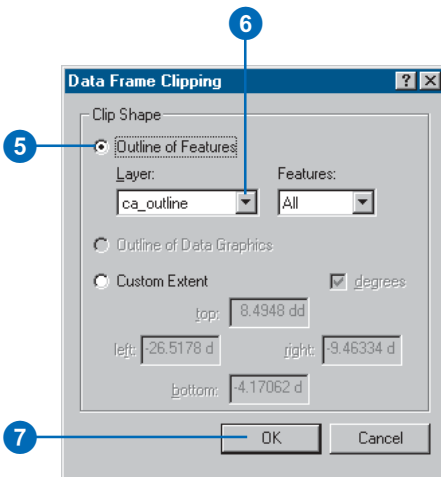 6
Data Frame Clipping
Clip Shape
5
Outline of Features
Layer: Features:
ca_outline All
Outline of Data Graphics
Custom Extent degrees
top: 8.4948 dd
left: -26.5178 d right: -9.46334 d
bottom: -4.17062 d
7
OK Cancel